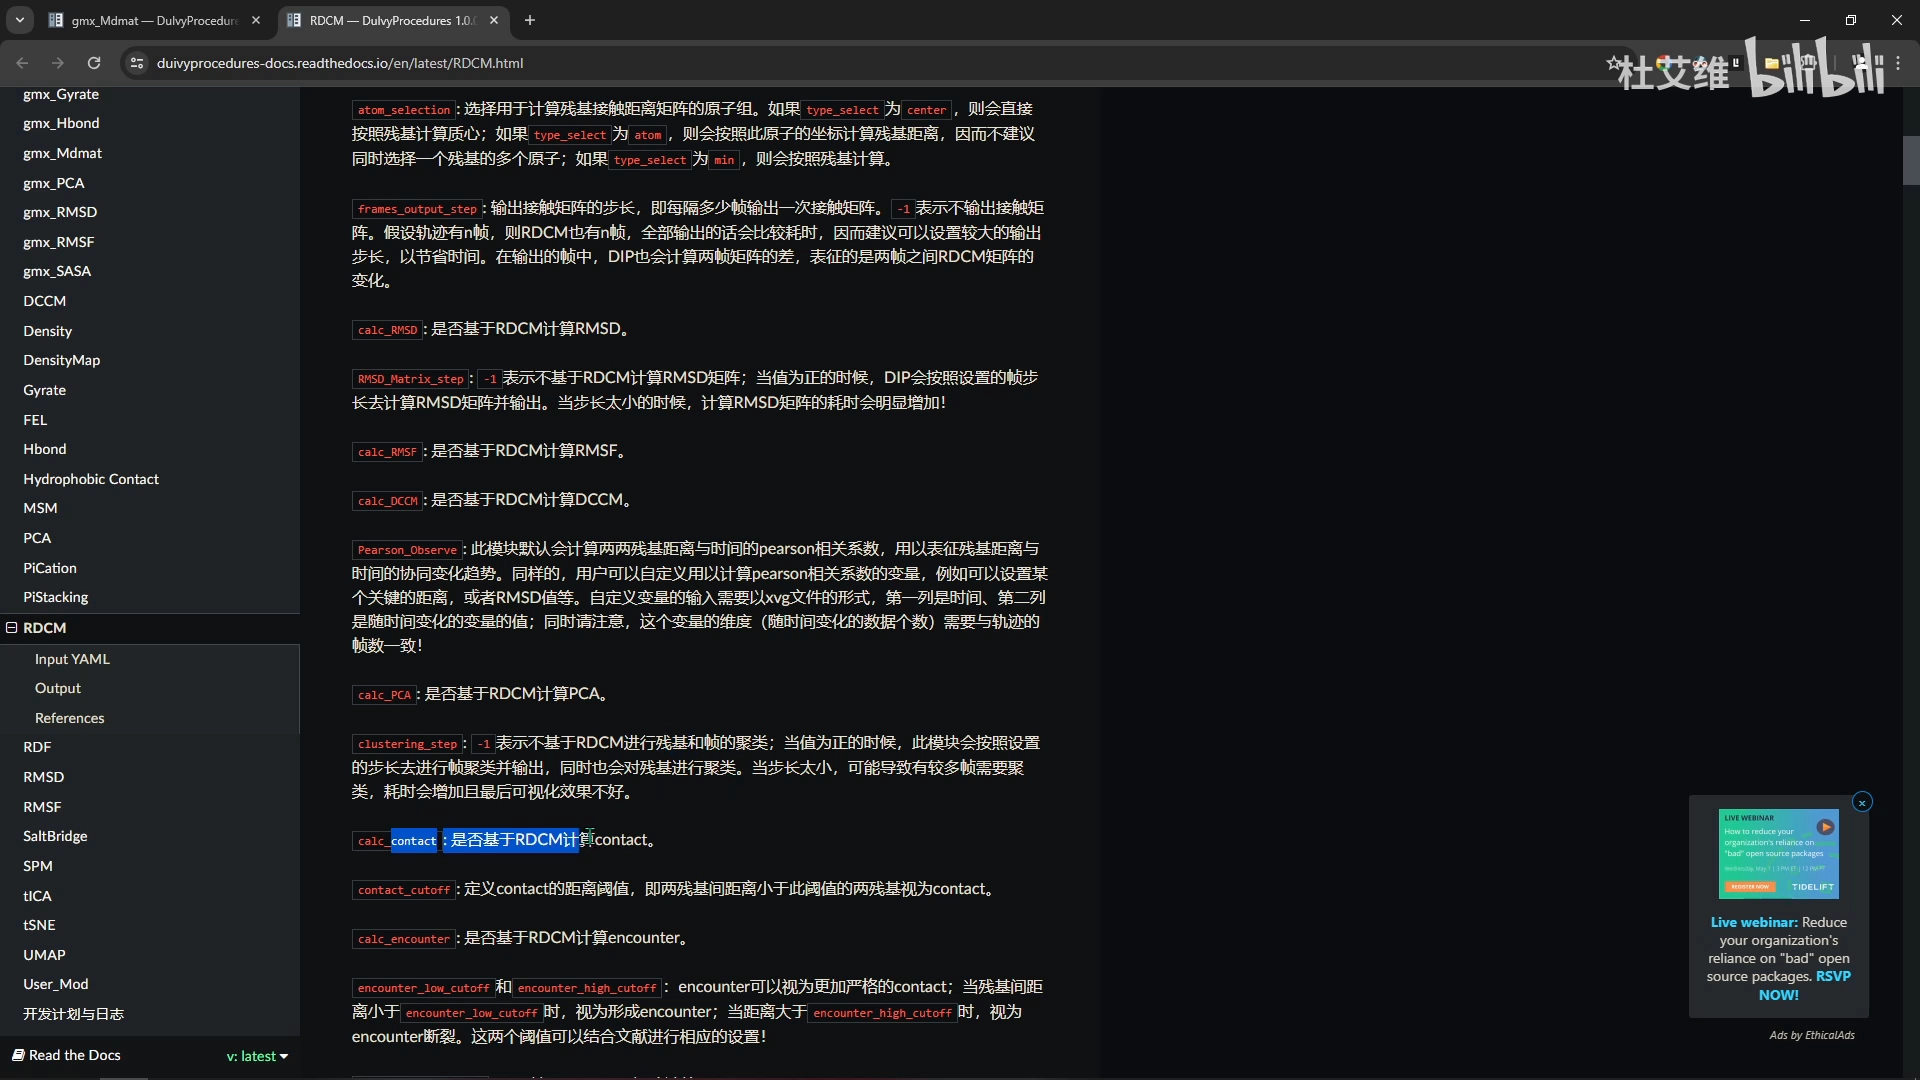 gmx_Mdmat — DulvyProcedure
RDCM — DulvyProcedures 1.0.
duivyprocedures-docs.readthedocs.io/en/latest/RDCM.html
杜艾维 bilibili
gmx_Gyrate
gmx_Hbond
gmx_Mdmat
gmx_PCA
gmx_RMSD
gmx_RMSF
gmx_SASA
DCCM
Density
DensityMap
Gyrate
FEL
Hbond
Hydrophobic Contact
MSM
PCA
PiCation
PiStacking
RDCM
Input YAML
Output
References
RDF
RMSD
RMSF
SaltBridge
SPM
tICA
tSNE
UMAP
User_Mod
开发计划与日志
Read the Docs
v: latest
atom_selection：选择用于计算残基接触距离矩阵的原子组。如果 type_select 为 center ，则会直接
按照残基计算质心；如果 type_select 为 atom ，则会按照此原子的坐标计算残基距离，因而不建议
同时选择一个残基的多个原子；如果 type_select 为 min ，则会按照残基计算。
frames_output_step：输出接触矩阵的步长，即每隔多少帧输出一次接触矩阵。 -1 表示不输出接触矩
阵。假设轨迹有n帧，则RDCM也有n帧，全部输出的话会比较耗时，因而建议可以设置较大的输出
步长，以节省时间。在输出的帧中，DIP也会计算两帧矩阵的差，表征的是两帧之间RDCM矩阵的
变化。
calc_RMSD：是否基于RDCM计算RMSD。
RMSD_Matrix_step： -1 表示不基于RDCM计算RMSD矩阵；当值为正的时候，DIP会按照设置的帧步
长去计算RMSD矩阵并输出。当步长太小的时候，计算RMSD矩阵的耗时会明显增加！
calc_RMSF：是否基于RDCM计算RMSF。
calc_DCCM：是否基于RDCM计算DCCM。
Pearson_Observe：此模块默认会计算两两残基距离与时间的pearson相关系数，用以表征残基距离与
时间的协同变化趋势。同样的，用户可以自定义用以计算pearson相关系数的变量，例如可以设置某
个关键的距离，或者RMSD值等。自定义变量的输入需要以xvg文件的形式，第一列是时间、第二列
是随时间变化的变量的值；同时请注意，这个变量的维度（随时间变化的数据个数）需要与轨迹的
帧数一致！
calc_PCA：是否基于RDCM计算PCA。
clustering_step： -1 表示不基于RDCM进行残基和帧的聚类；当值为正的时候，此模块会按照设置
的步长去进行帧聚类并输出，同时也会对残基进行聚类。当步长太小，可能导致有较多帧需要聚
类，耗时会增加且最后可视化效果不好。
calc_contact：是否基于RDCM计算contact。
contact_cutoff：定义contact的距离阈值，即两残基间距离小于此阈值的两残基视为contact。
calc_encounter：是否基于RDCM计算encounter。
encounter_low_cutoff 和 encounter_high_cutoff ：encounter可以视为更加严格的contact；当残基间距
离小于 encounter_low_cutoff 时，视为形成encounter；当距离大于 encounter_high_cutoff 时，视为
encounter断裂。这两个阈值可以结合文献进行相应的设置！
LIVE WEBINAR
How to reduce your
organization's reliance on
"bad" open source packages
REGISTER NOW
TIDELIFT
Live webinar: Reduce
your organization's
reliance on "bad" open
source packages. RSVP
NOW!
Ads by EthicalAds